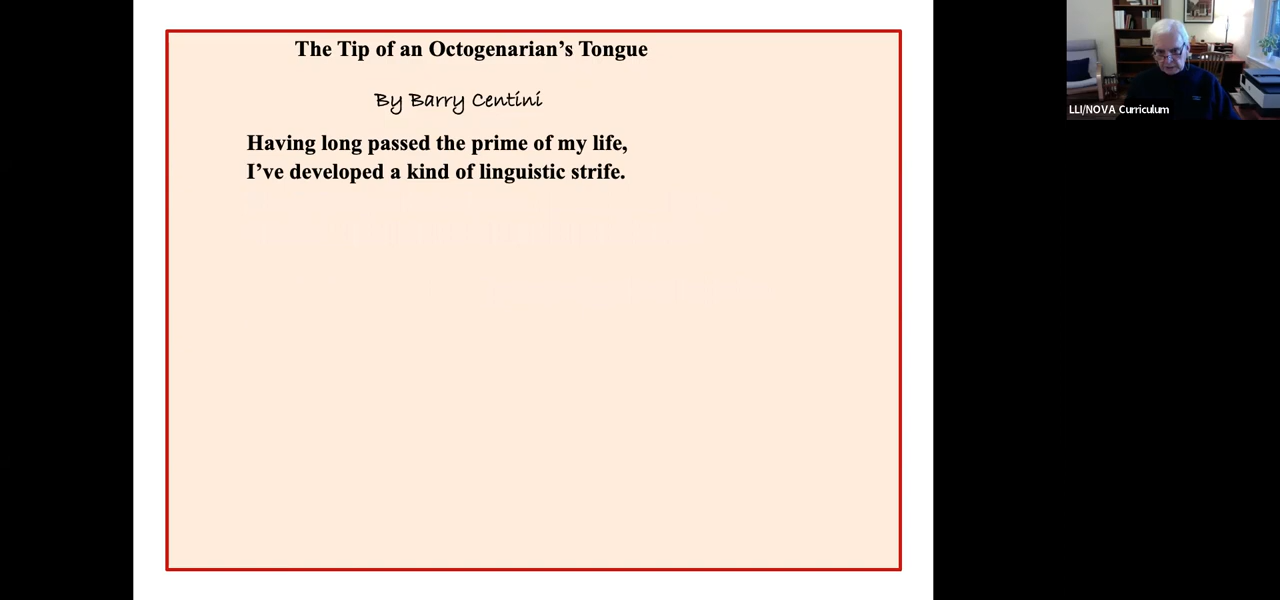 The Tip of an Octogenarian’s Tongue
By Barry Centini
Having long passed the prime of my life,
I’ve developed a kind of linguistic strife.
LLI/NOVA Curriculum